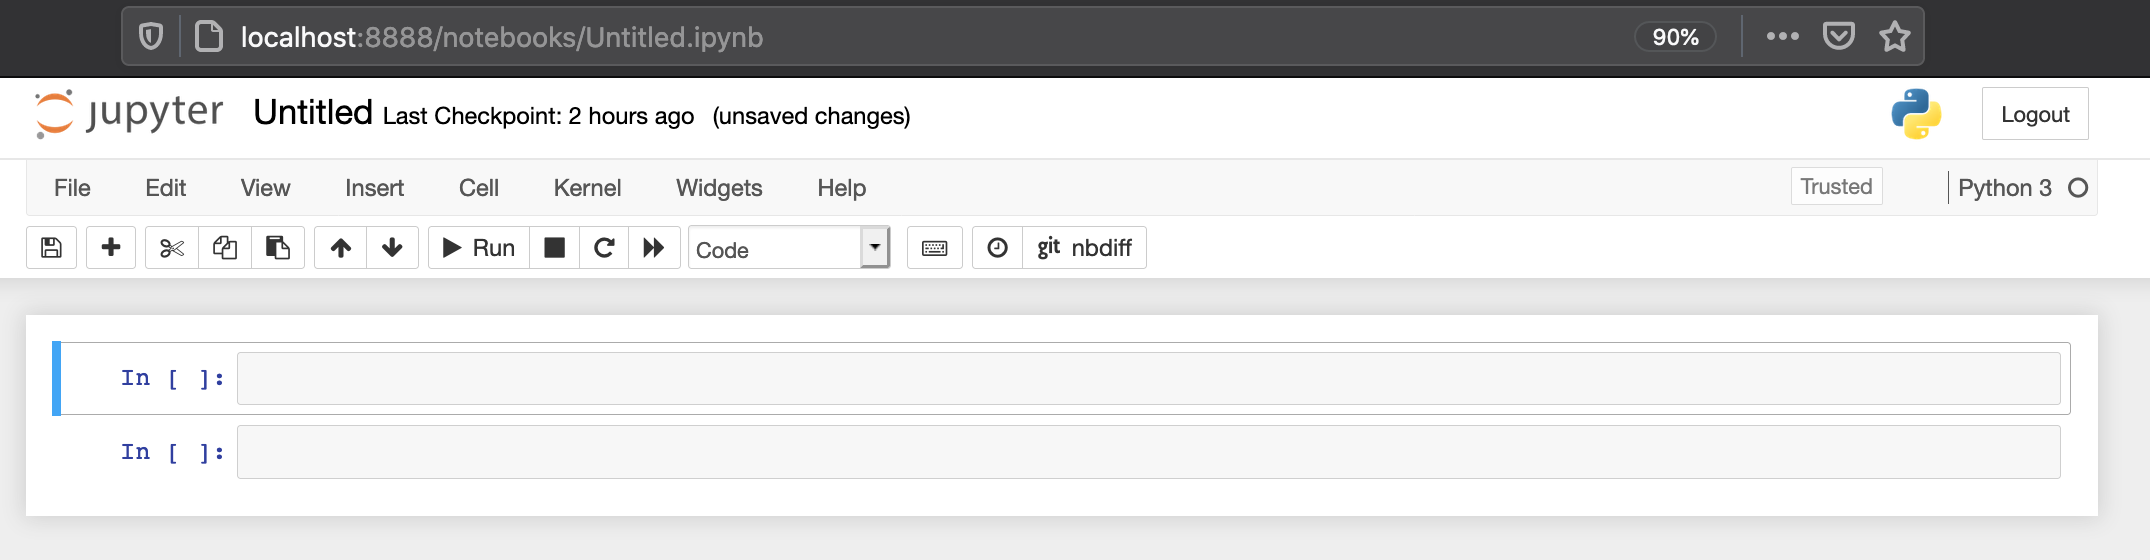 localhost:8888/notebooks/Untitled.ipynb 90%
jupyter Untitled Last Checkpoint: 2 hours ago (unsaved changes) Logout
File Edit View Insert Cell Kernel Widgets Help Trusted Python 3
Run Code git nbdiff
In [ ]:
In [ ]: